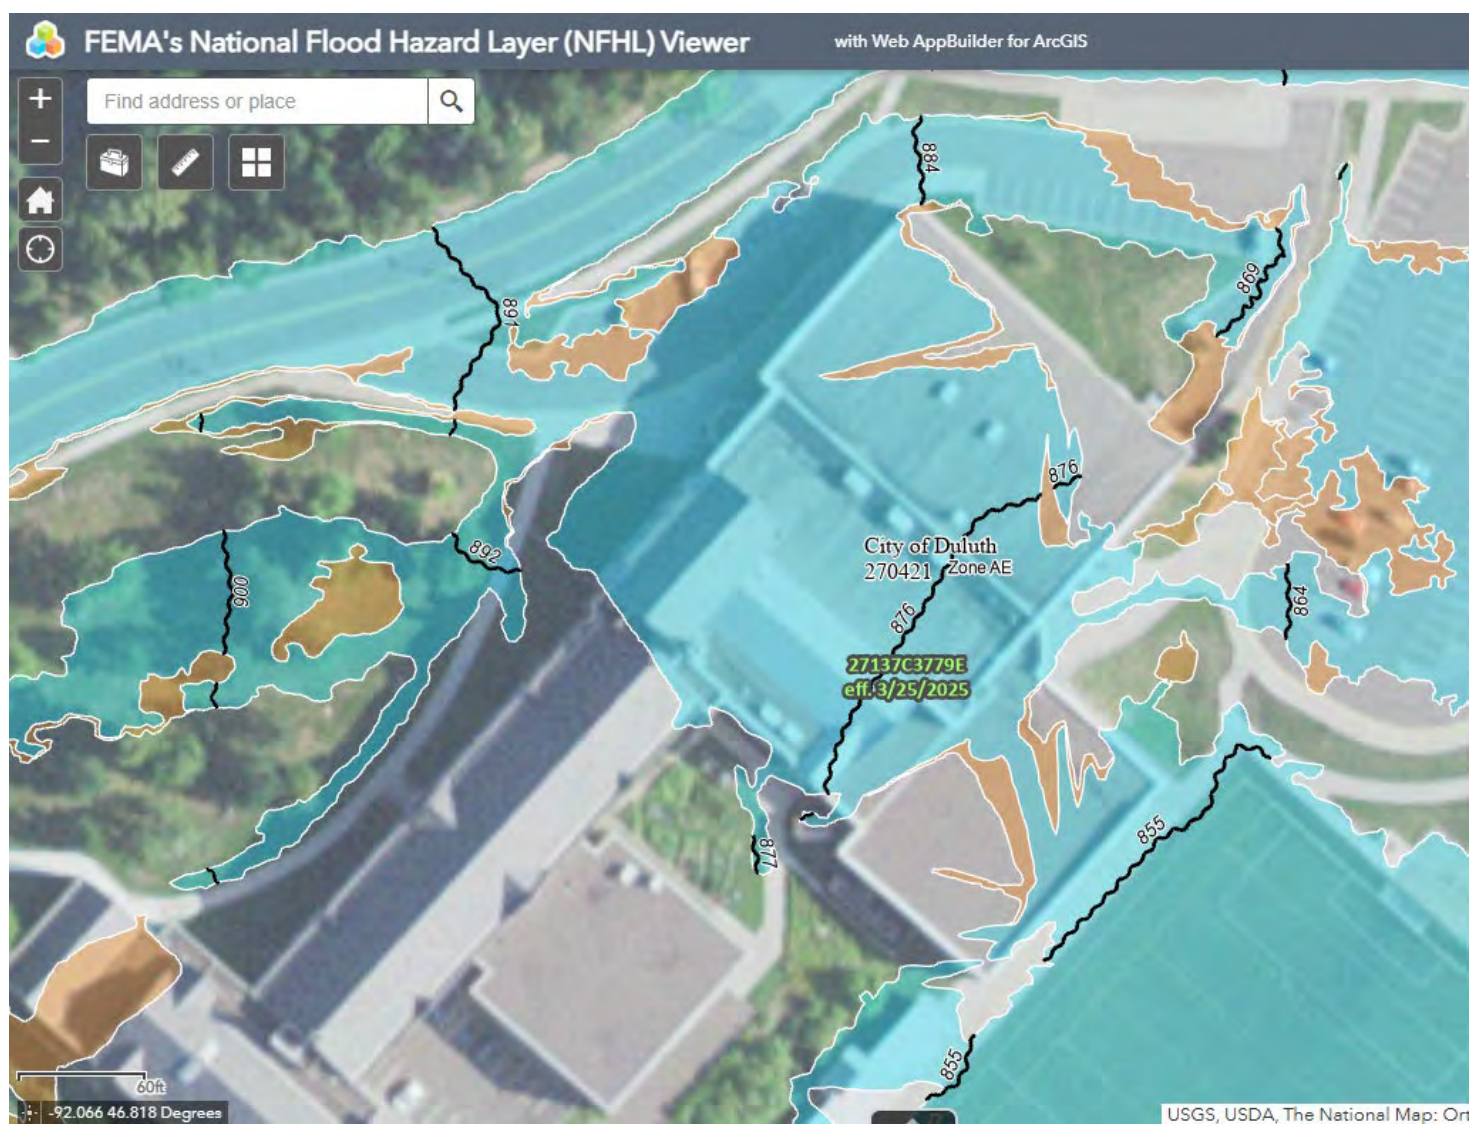 FEMA's National Flood Hazard Layer (NFHL) Viewer
with Web AppBuilder for ArcGIS
+
Find address or place
−
884
869
891
876
City of Duluth
270421
Zone AE
892
900
864
876
27137C3779E
eff. 3/25/2025
855
877
855
60ft
-92.066 46.818 Degrees
USGS, USDA, The National Map: Ort